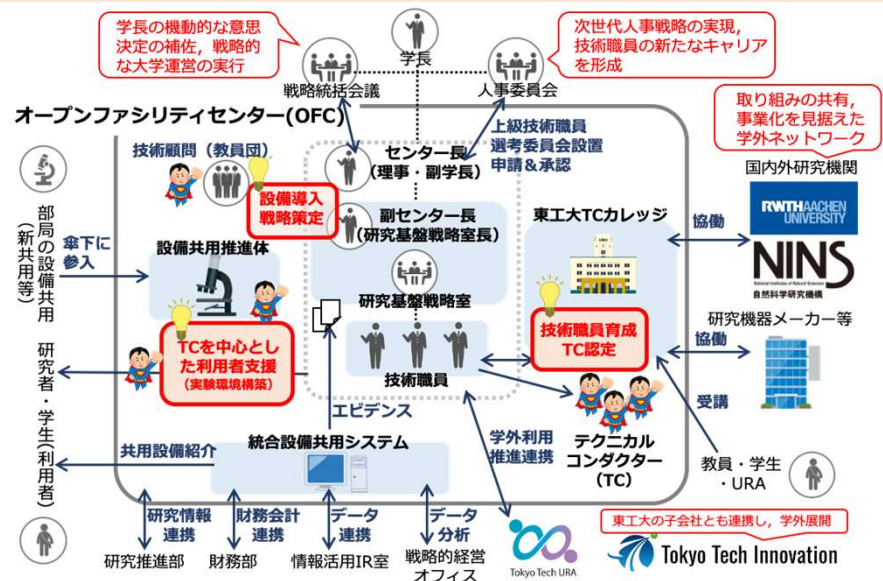 学長の機動的な意思
決定の補佐，戦略的
な大学運営の実行
学長
次世代人事戦略の実現，
技術職員の新たなキャリア
を形成
戦略統括会議
人事委員会
取り組みの共有，
事業化を見据えた
学外ネットワーク
オープンファシリティセンター(OFC)
技術顧問（教員団）
センター長
(理事・副学長)
上級技術職員
選考委員会設置
申請＆承認
国内外研究機関
RWTHAACHEN
UNIVERSITY
設備導入
戦略策定
副センター長
(研究基盤戦略室長)
東工大TCカレッジ
協働
NINS
National Institutes of Natural Sciences
自然科学研究機構
部局の設備共用
（新共用等）
傘下に
参入
設備共用推進体
研究基盤戦略室
研究機器メーカー等
TCを中心とし
た利用者支援
(実験環境構築)
技術職員育成
TC認定
協働
技術職員
研究者・学生(利用者)
エビデンス
受講
共用設備紹介
統合設備共用システム
学外利用
推進連携
テクニカル
コンダクター
(TC)
教員・学生
・URA
研究情報
連携
財務会計
連携
データ
連携
データ
分析
東工大の子会社とも連携し，学外展開
研究推進部
財務部
情報活用IR室
戦略的経営
オフィス
Tokyo Tech URA
Tokyo Tech Innovation